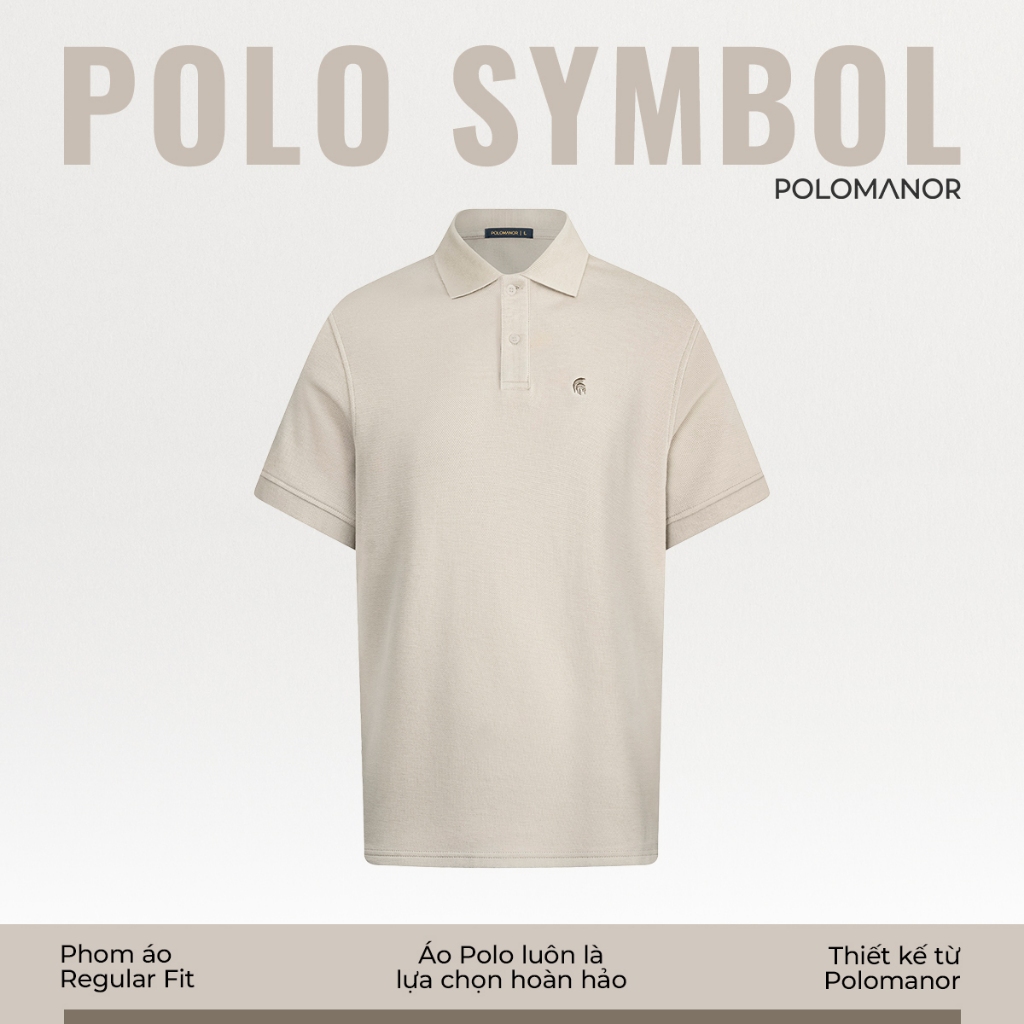 POLO SYMBOL
POLOMANOR
POLOMANOR | L
Phom áo
Regular Fit
Áo Polo luôn là
lựa chọn hoàn hảo
Thiết kế từ
Polomanor